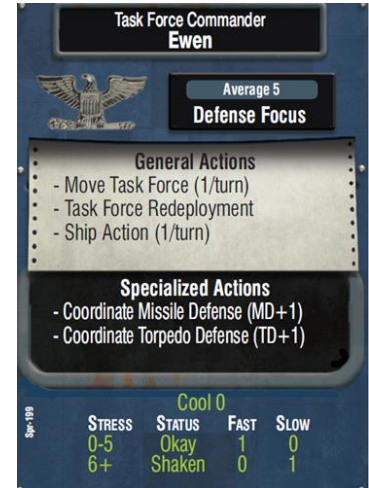 Task Force Commander
Ewen
Average 5
Defense Focus
General Actions
- Move Task Force (1/turn)
- Task Force Redeployment
- Ship Action (1/turn)
Specialized Actions
- Coordinate Missile Defense (MD+1)
- Coordinate Torpedo Defense (TD+1)
Cool 0
STRESS STATUS FAST SLOW
0-5 Okay 1 0
6+ Shaken 0 1
Spr-199